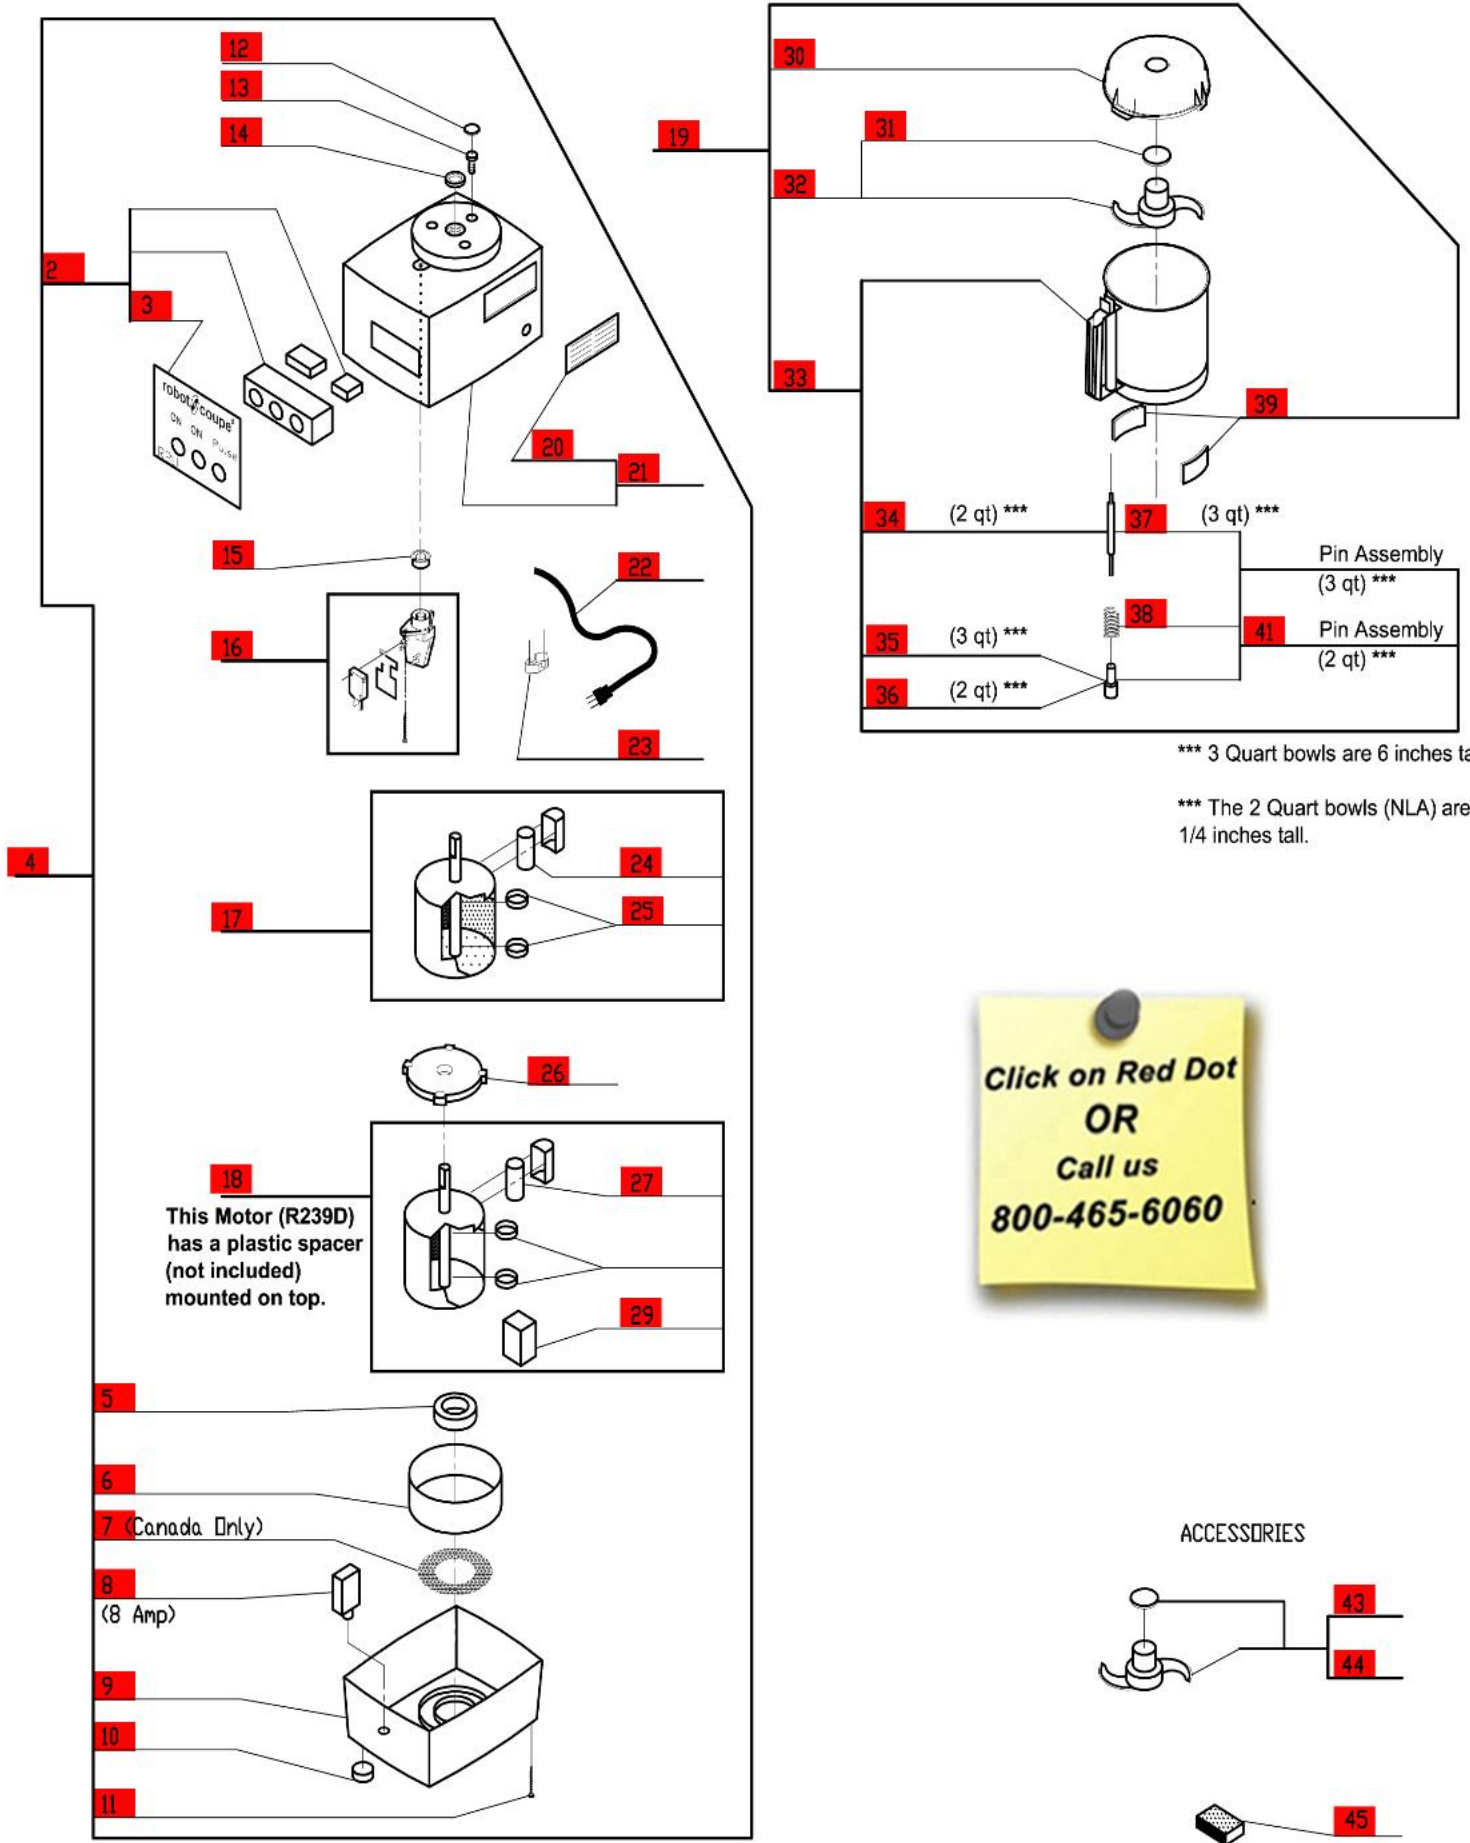 12
13
14
2
3
robot coupe
ON ON Pulse
20
21
15
22
16
23
4
24
17
25
26
18
27
This Motor (R239D)
has a plastic spacer
(not included)
mounted on top.
29
5
6
7 (Canada Only)
8
(8 Amp)
9
10
11
30
19
31
32
33
39
34 (2 qt) *** 37 (3 qt) ***
Pin Assembly
(3 qt) ***
38
35 (3 qt) *** 41 Pin Assembly
(2 qt) ***
36 (2 qt) ***
*** 3 Quart bowls are 6 inches
*** The 2 Quart bowls (NLA) are
1/4 inches tall.
Click on Red Dot
OR
Call us
800-465-6060
ACCESSORIES
43
44
45